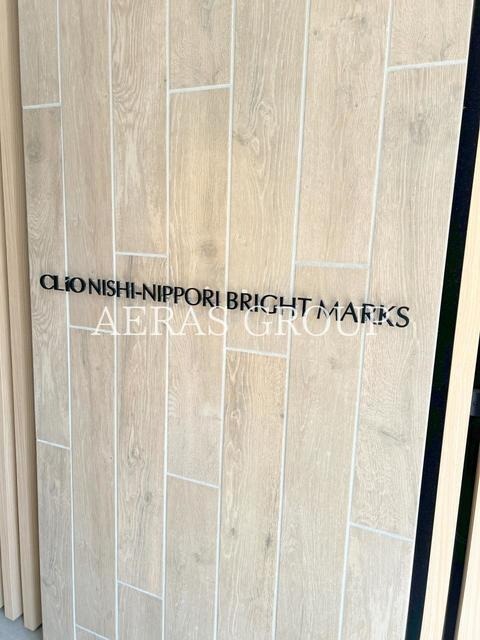 CLiO NISHI-NIPPORI BRIGHT MARKS
AERAS GROUP